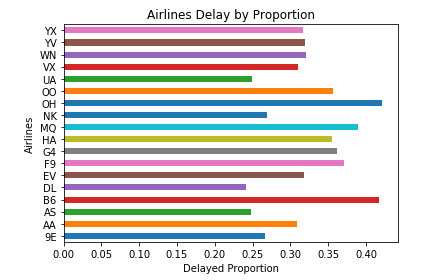 Airlines Delay by Proportion
YX
YV
WN
VX
UA
OO
OH
NK
MQ
HA
G4
F9
EV
DL
B6
AS
AA
9E
Airlines
0.00 0.05 0.10 0.15 0.20 0.25 0.30 0.35 0.40
Delayed Proportion